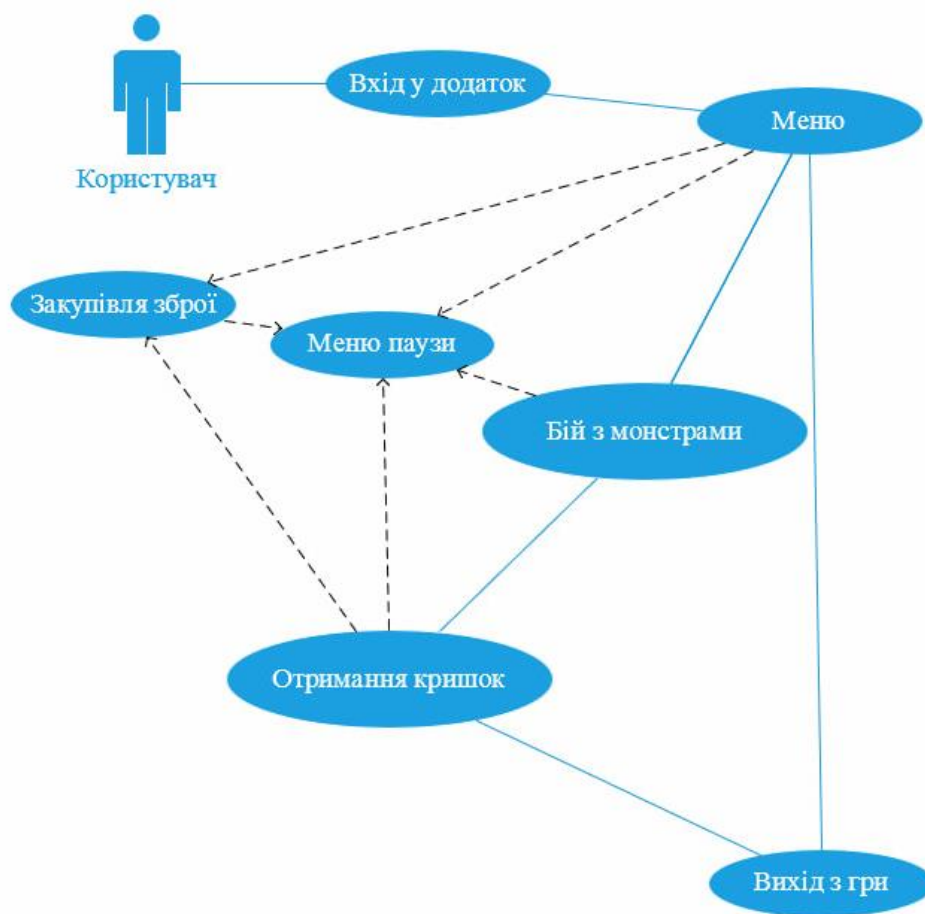 Вхід у додаток
Меню
Користувач
Закупівля зброї
Меню паузи
Бій з монстрами
Отримання кришок
Вихід з гри